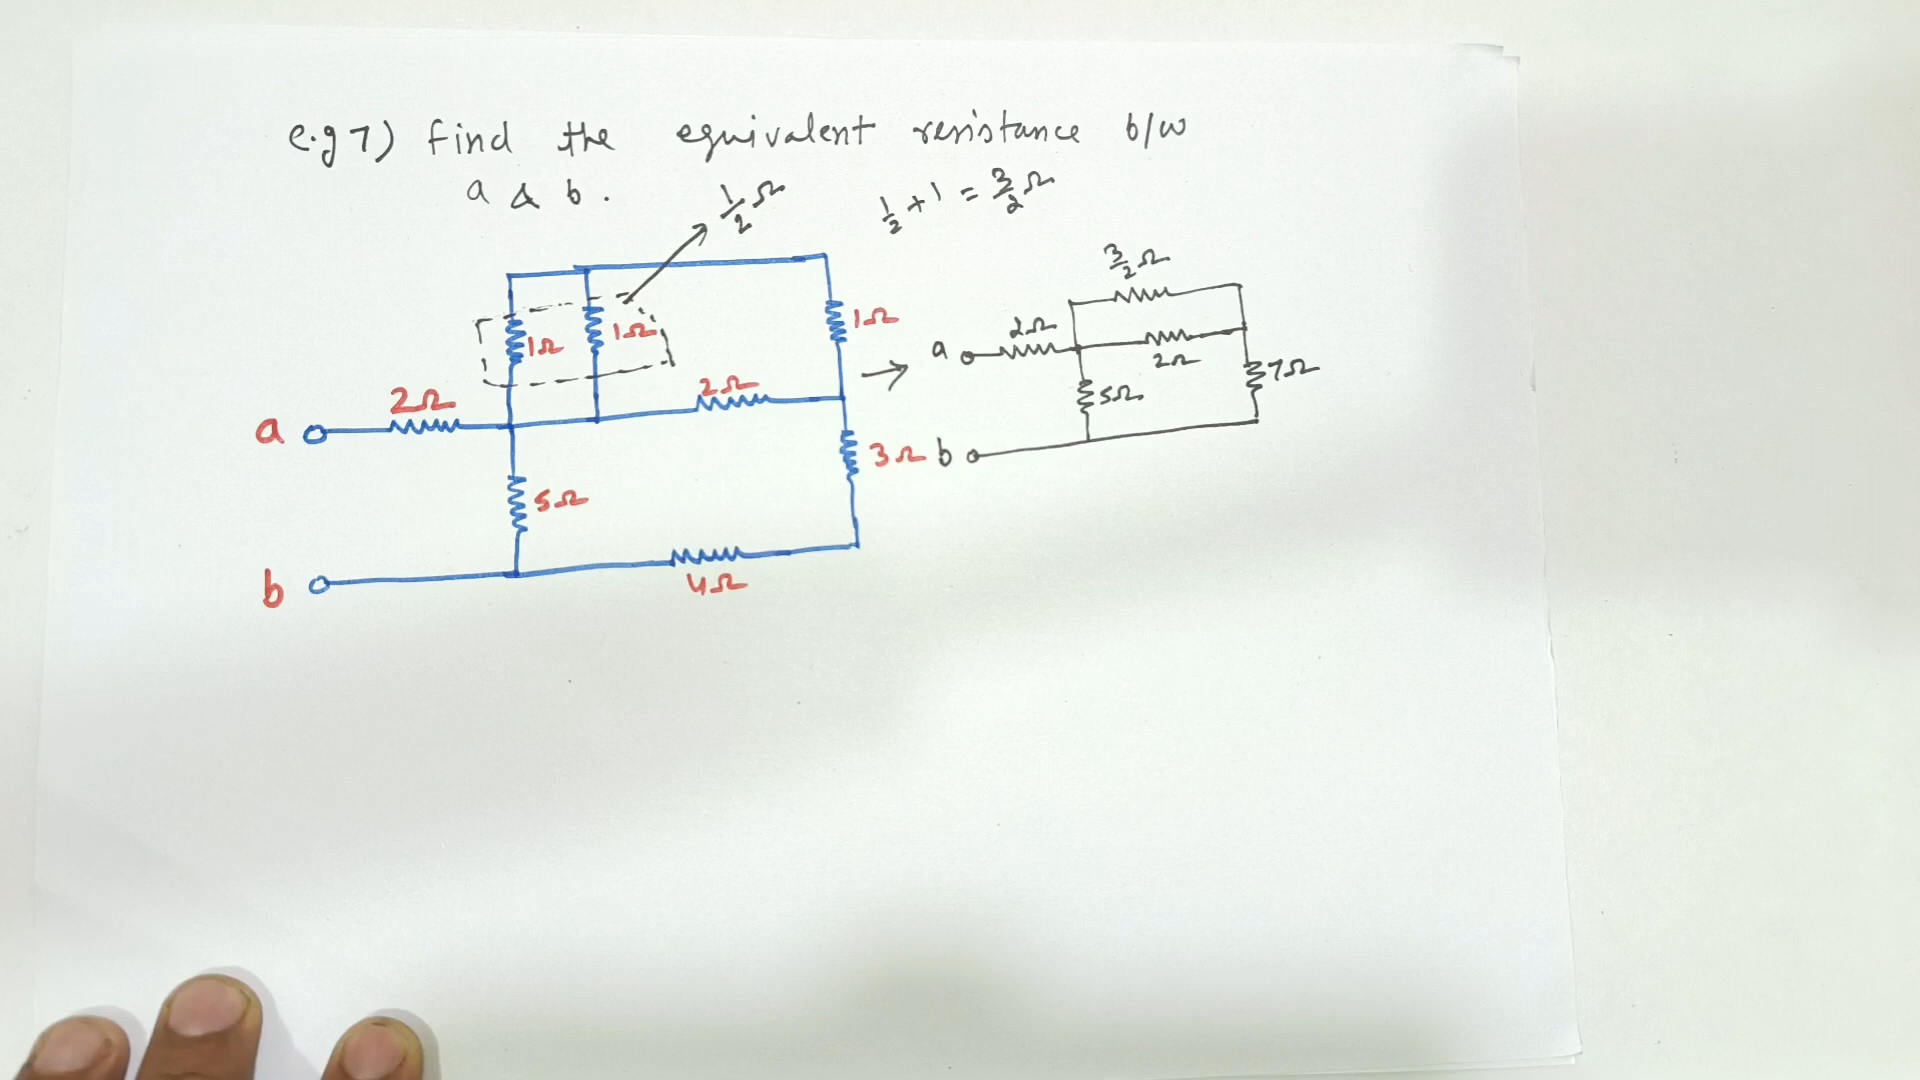 e.g 7) find the equivalent resistance b/w
a & b.
1/2 Ω
1/2 + 1 = 3/2 Ω
1Ω
1Ω
1Ω
2Ω
2Ω
a
5Ω
3Ω
b
4Ω
3/2 Ω
2Ω
a
2Ω
7Ω
5Ω
b